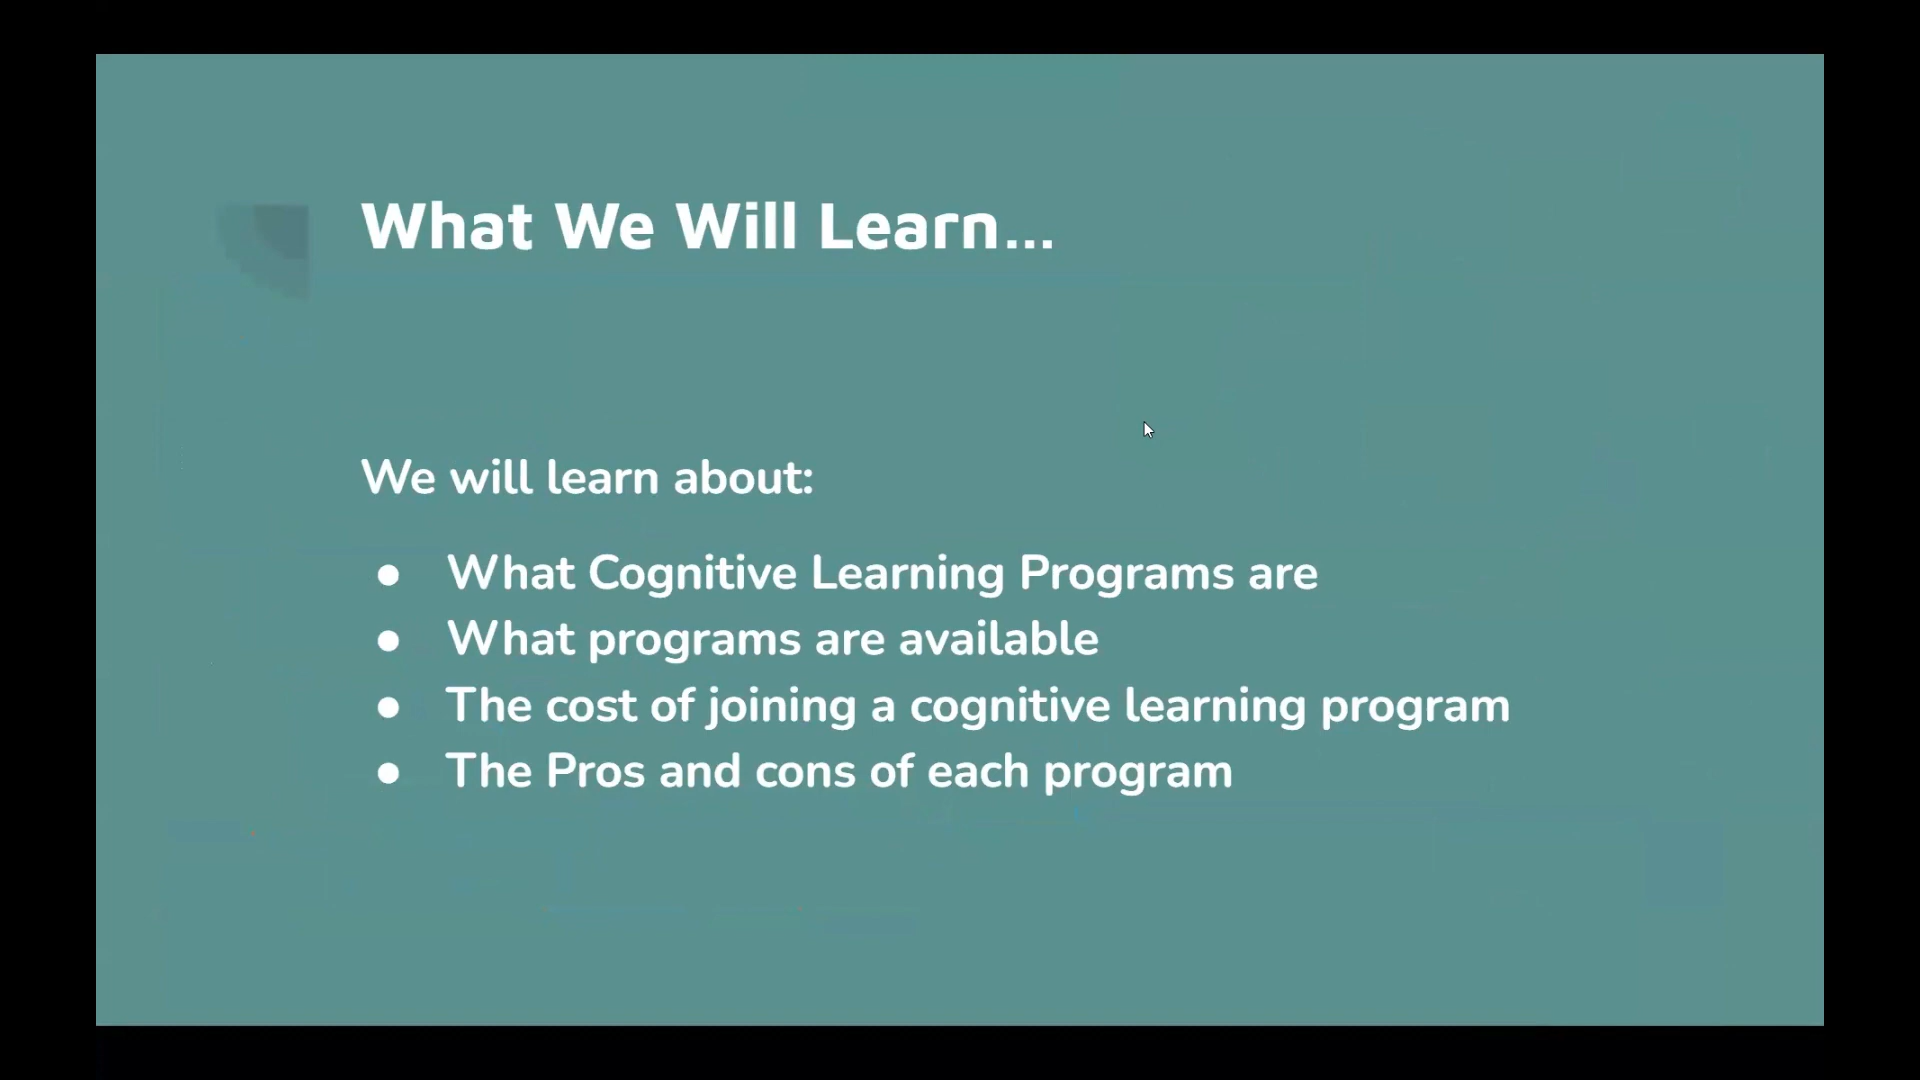 What We Will Learn...
We will learn about:
● What Cognitive Learning Programs are
● What programs are available
● The cost of joining a cognitive learning program
● The Pros and cons of each program